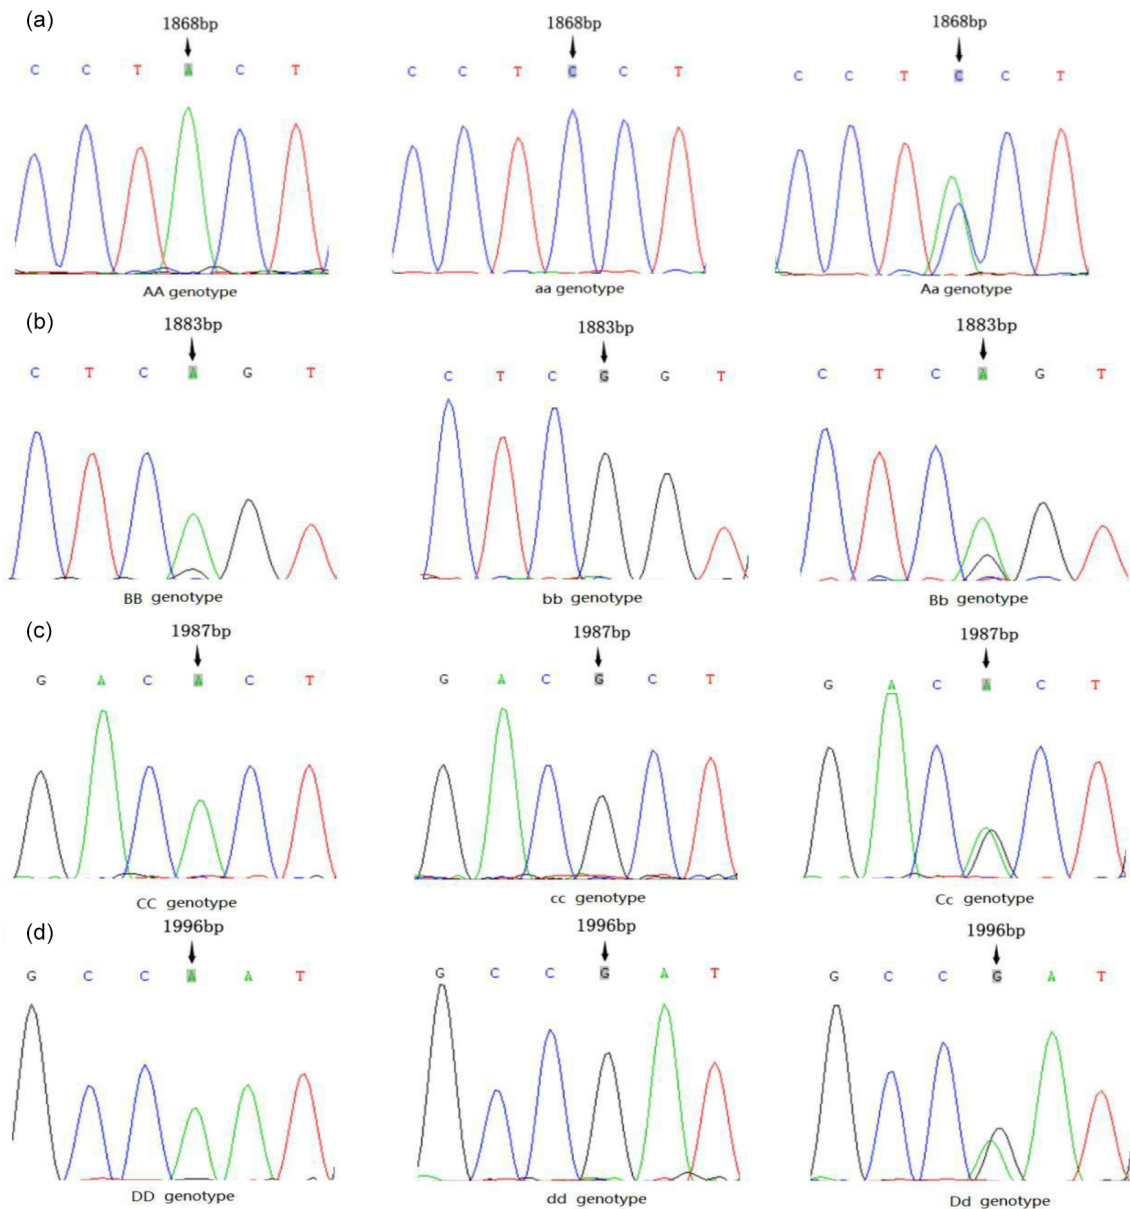 (a)
1868bp 1868bp 1868bp
C C T A C T C C T C C T C C T C C T
AA genotype aa genotype Aa genotype
(b)
1883bp 1883bp 1883bp
C T C A G T C T C G G T C T C A G T
BB genotype bb genotype Bb genotype
(c)
1987bp 1987bp 1987bp
G A C A C T G A C G C T G A C A C T
CC genotype cc genotype Cc genotype
(d)
1996bp 1996bp 1996bp
G C C A A T G C C G A T G C C G A T
DD genotype dd genotype Dd genotype